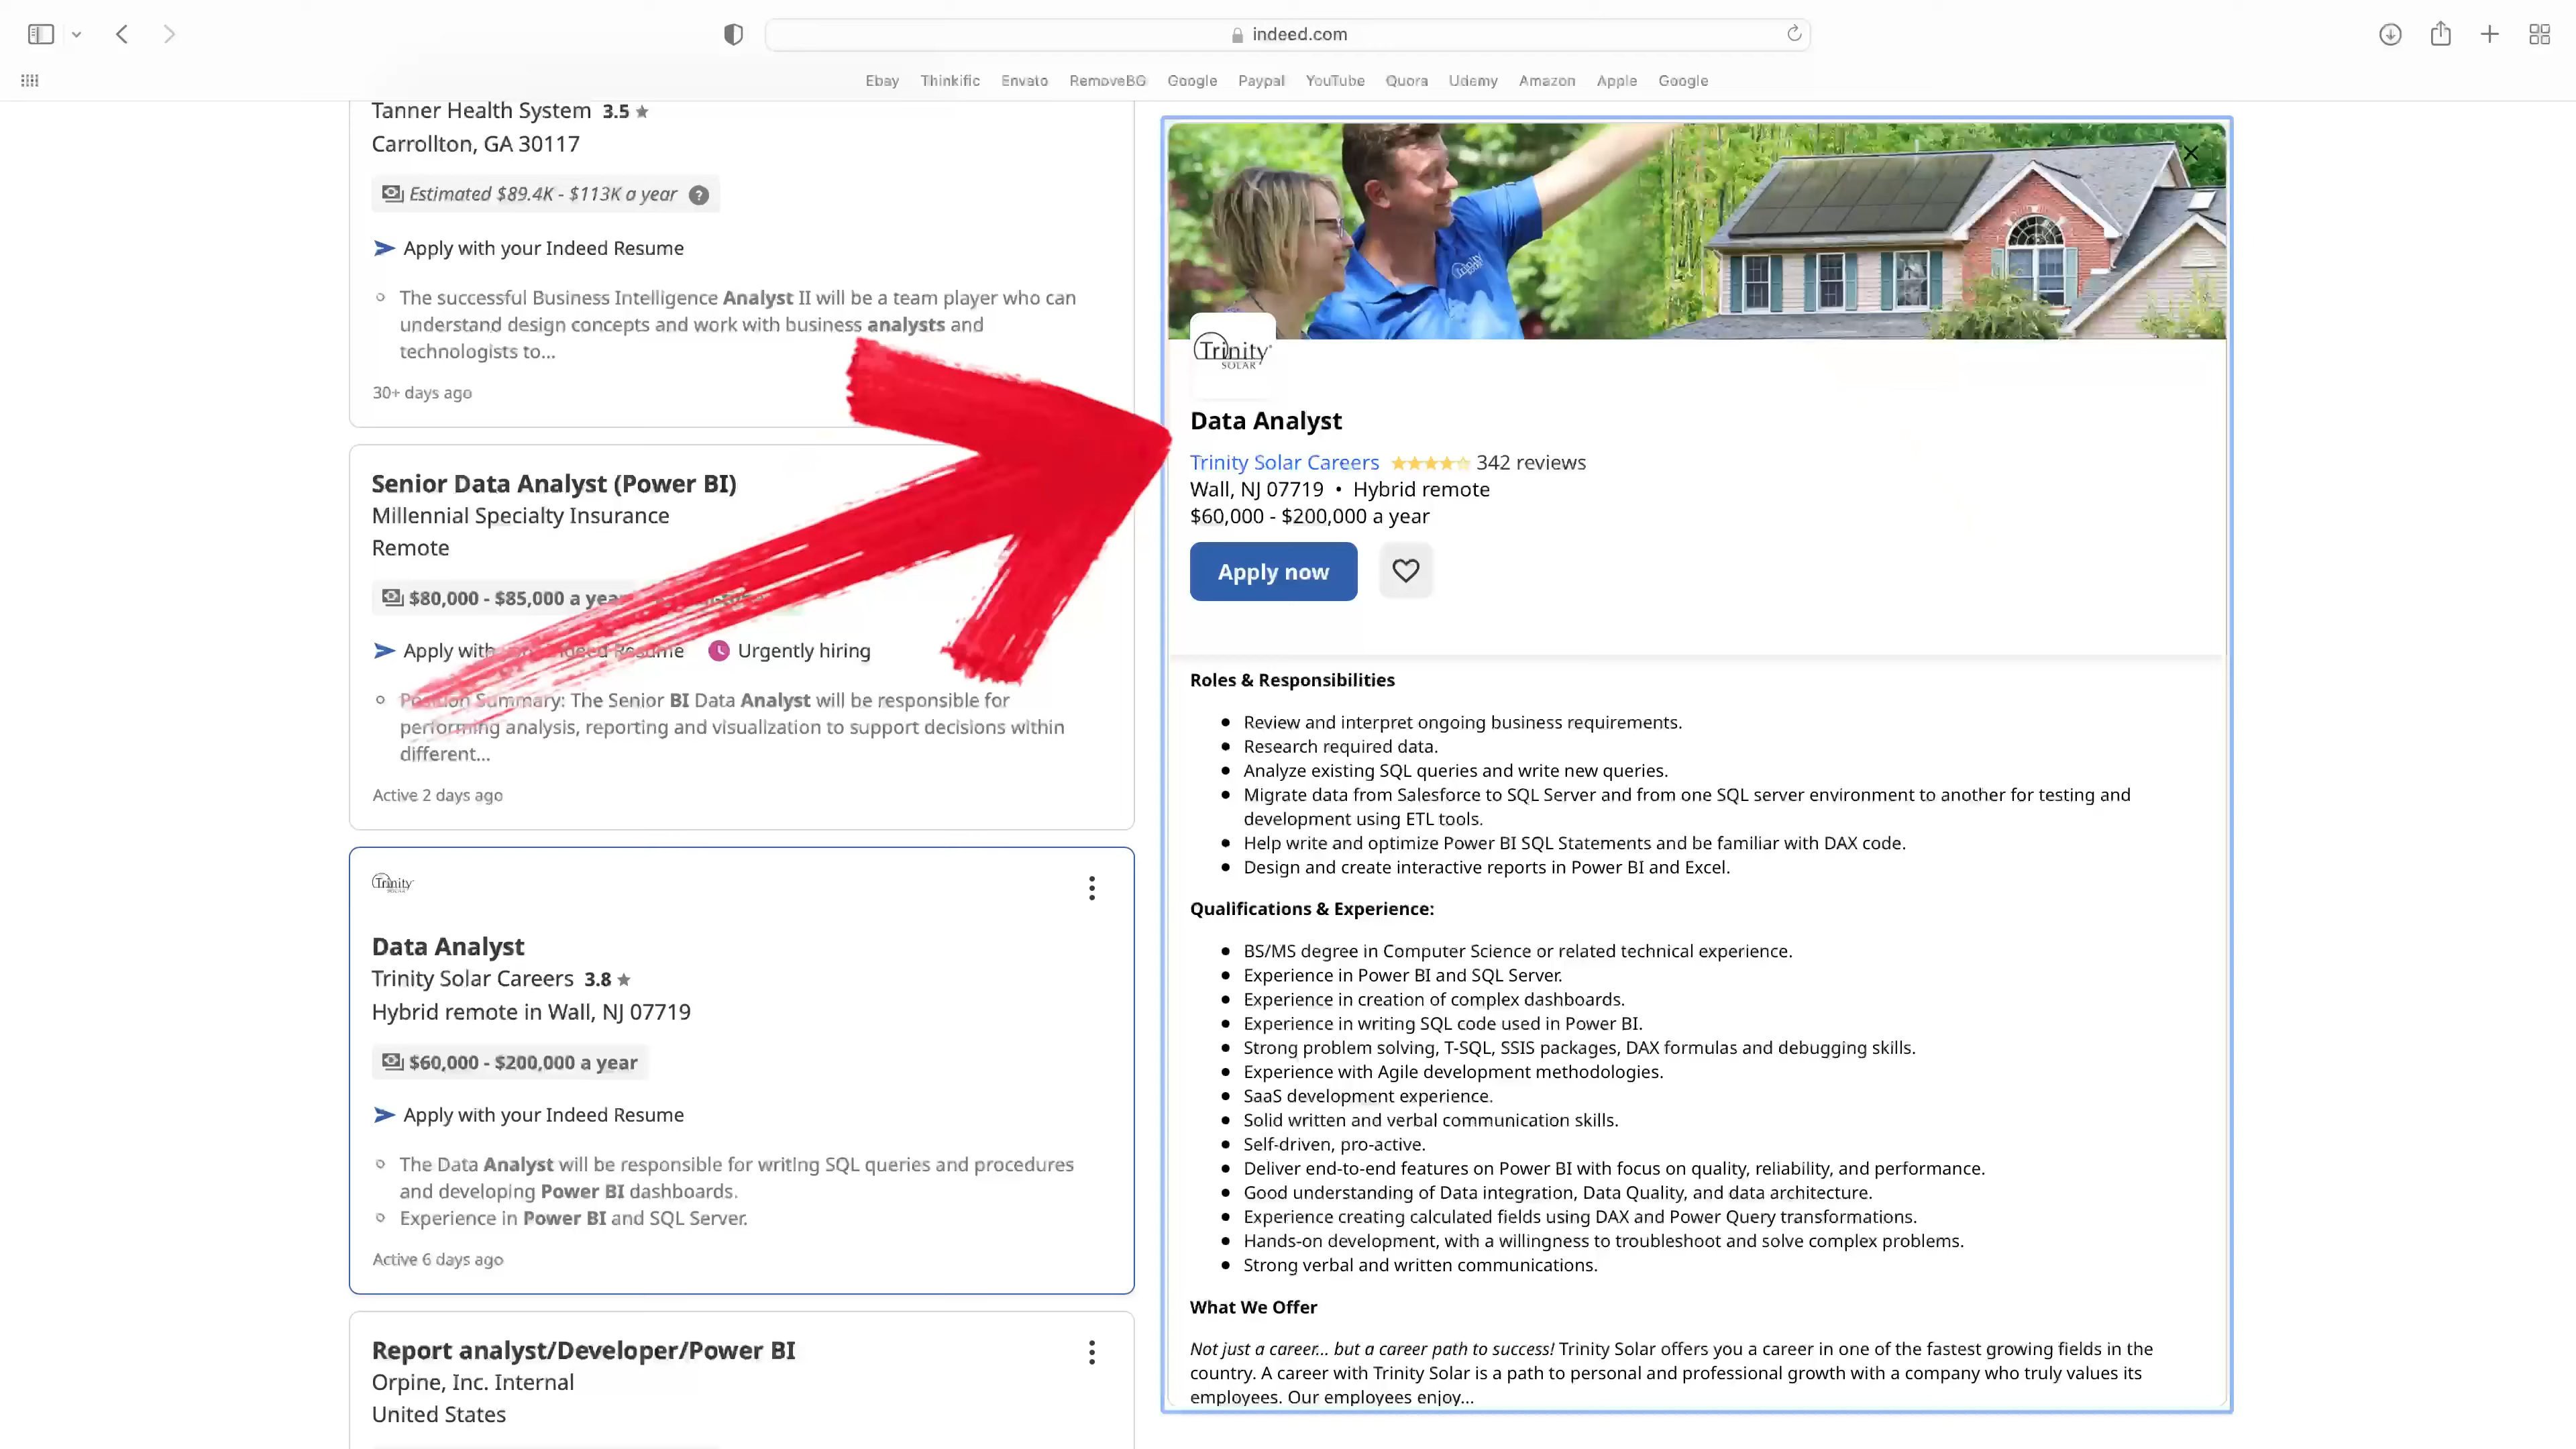 indeed.com
Ebay Thinkific Envato RemoveBG Google Paypal YouTube Quora Udemy Amazon Apple Google
Tanner Health System 3.5
Carrollton, GA 30117
Estimated $89.4K - $113K a year ?
Apply with your Indeed Resume
The successful Business Intelligence Analyst II will be a team player who can
understand design concepts and work with business analysts and
technologists to...
30+ days ago
Senior Data Analyst (Power BI)
Millennial Specialty Insurance
Remote
$80,000 - $85,000 a year
Apply with your Indeed Resume
Urgently hiring
Position Summary: The Senior BI Data Analyst will be responsible for
performing analysis, reporting and visualization to support decisions within
different...
Active 2 days ago
Trinity
Data Analyst
Trinity Solar Careers 3.8
Hybrid remote in Wall, NJ 07719
$60,000 - $200,000 a year
Apply with your Indeed Resume
The Data Analyst will be responsible for writing SQL queries and procedures
and developing Power BI dashboards.
Experience in Power BI and SQL Server.
Active 6 days ago
Report analyst/Developer/Power BI
Orpine, Inc. Internal
United States
Trinity
SOLAR
Data Analyst
Trinity Solar Careers 342 reviews
Wall, NJ 07719 • Hybrid remote
$60,000 - $200,000 a year
Apply now
Roles & Responsibilities
Review and interpret ongoing business requirements.
Research required data.
Analyze existing SQL queries and write new queries.
Migrate data from Salesforce to SQL Server and from one SQL server environment to another for testing and
development using ETL tools.
Help write and optimize Power BI SQL Statements and be familiar with DAX code.
Design and create interactive reports in Power BI and Excel.
Qualifications & Experience:
BS/MS degree in Computer Science or related technical experience.
Experience in Power BI and SQL Server.
Experience in creation of complex dashboards.
Experience in writing SQL code used in Power BI.
Strong problem solving, T-SQL, SSIS packages, DAX formulas and debugging skills.
Experience with Agile development methodologies.
SaaS development experience.
Solid written and verbal communication skills.
Self-driven, pro-active.
Deliver end-to-end features on Power BI with focus on quality, reliability, and performance.
Good understanding of Data integration, Data Quality, and data architecture.
Experience creating calculated fields using DAX and Power Query transformations.
Hands-on development, with a willingness to troubleshoot and solve complex problems.
Strong verbal and written communications.
What We Offer
Not just a career... but a career path to success! Trinity Solar offers you a career in one of the fastest growing fields in the
country. A career with Trinity Solar is a path to personal and professional growth with a company who truly values its
employees. Our employees enjoy...